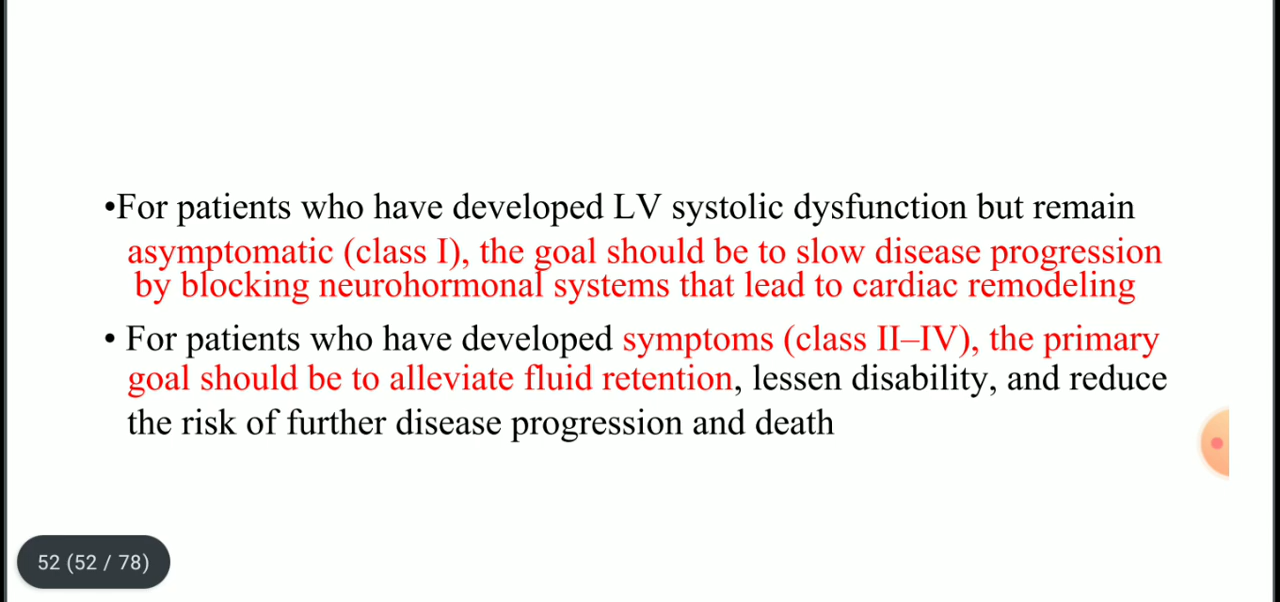 •For patients who have developed LV systolic dysfunction but remain
asymptomatic (class I), the goal should be to slow disease progression
by blocking neurohormonal systems that lead to cardiac remodeling
• For patients who have developed symptoms (class II–IV), the primary
goal should be to alleviate fluid retention, lessen disability, and reduce
the risk of further disease progression and death
52 (52 / 78)